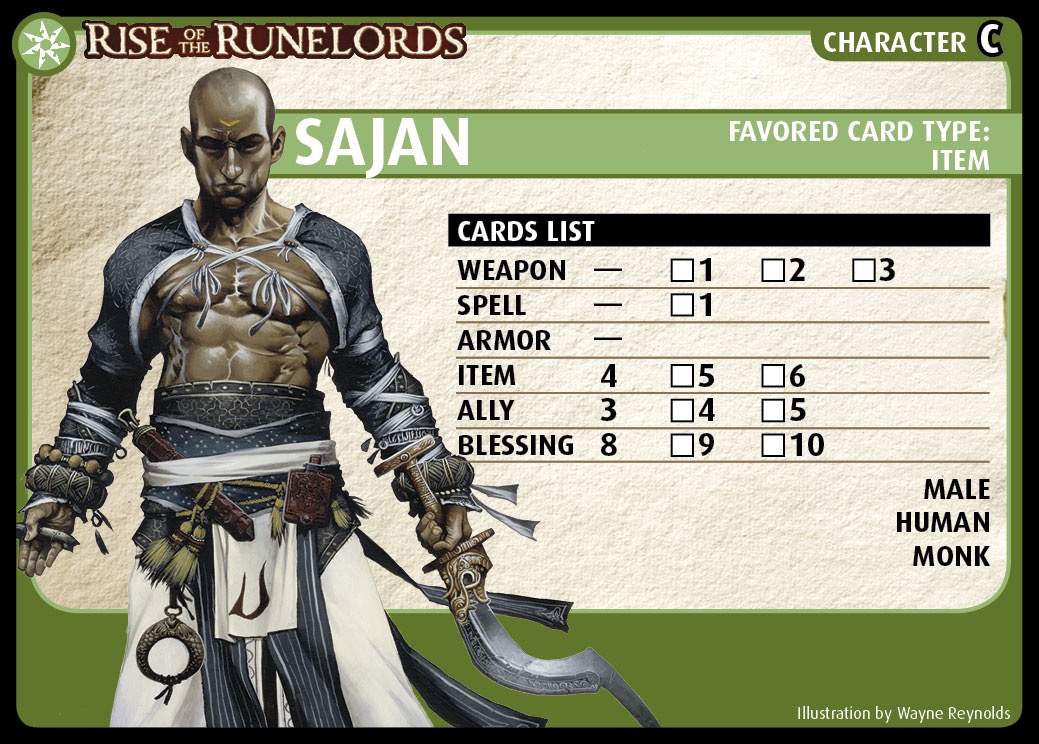 RISE OF THE RUNELORDS
CHARACTER C
SAJAN
FAVORED CARD TYPE:
ITEM
CARDS LIST
WEAPON — □1 □2 □3
SPELL — □1
ARMOR —
ITEM 4 □5 □6
ALLY 3 □4 □5
BLESSING 8 □9 □10
MALE
HUMAN
MONK
Illustration by Wayne Reynolds